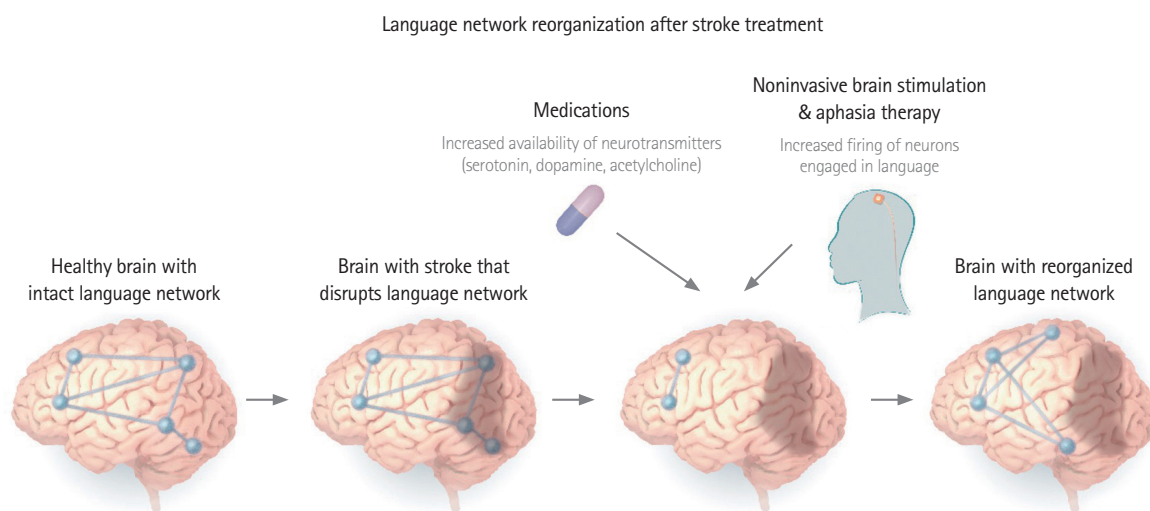 Language network reorganization after stroke treatment
Medications
Increased availability of neurotransmitters
(serotonin, dopamine, acetylcholine)
Noninvasive brain stimulation
& aphasia therapy
Increased firing of neurons
engaged in language
Healthy brain with
intact language network
Brain with stroke that
disrupts language network
Brain with reorganized
language network